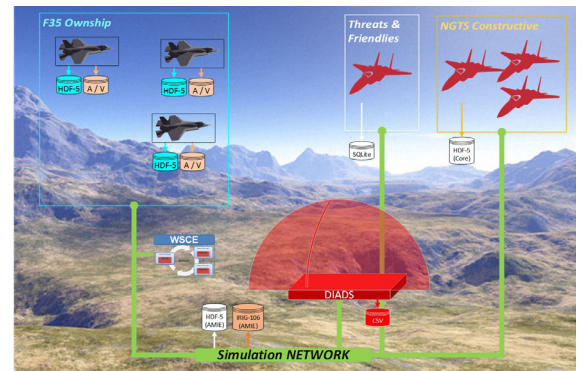 F35 Ownship
HDF-5
A / V
HDF-5
A / V
HDF-5
A / V
Threats &
Friendlies
SQLite
NGTS Constructive
HDF-5
(Core)
WSCE
DIADS
CSV
HDF-5
(AMIE)
IRIG-106
(AMIE)
Simulation NETWORK